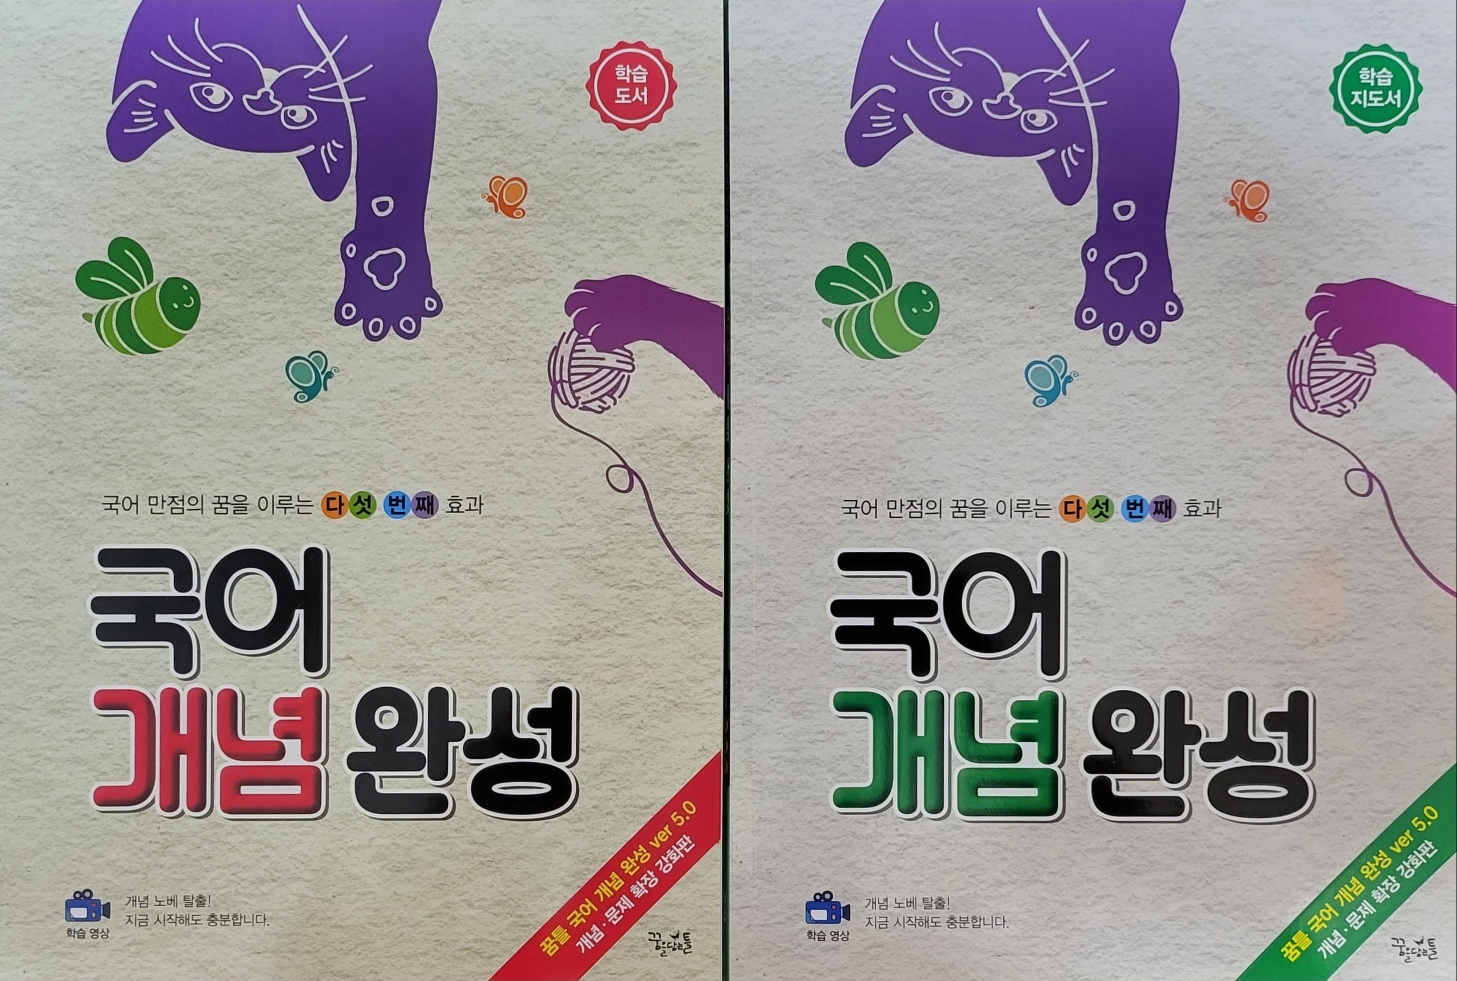 학습
도서
국어 만점의 꿈을 이루는 다섯 번째 효과
국어
개념 완성
꿈틀 국어 개념 완성 ver 5.0
개념·문제 확장 강화판
개념 노베 탈출!
지금 시작해도 충분합니다.
학습 영상
꿈을담는틀
학습
지도서
국어 만점의 꿈을 이루는 다섯 번째 효과
국어
개념 완성
꿈틀 국어 개념 완성 ver 5.0
개념·문제 확장 강화판
개념 노베 탈출!
지금 시작해도 충분합니다.
학습 영상
꿈을담는틀